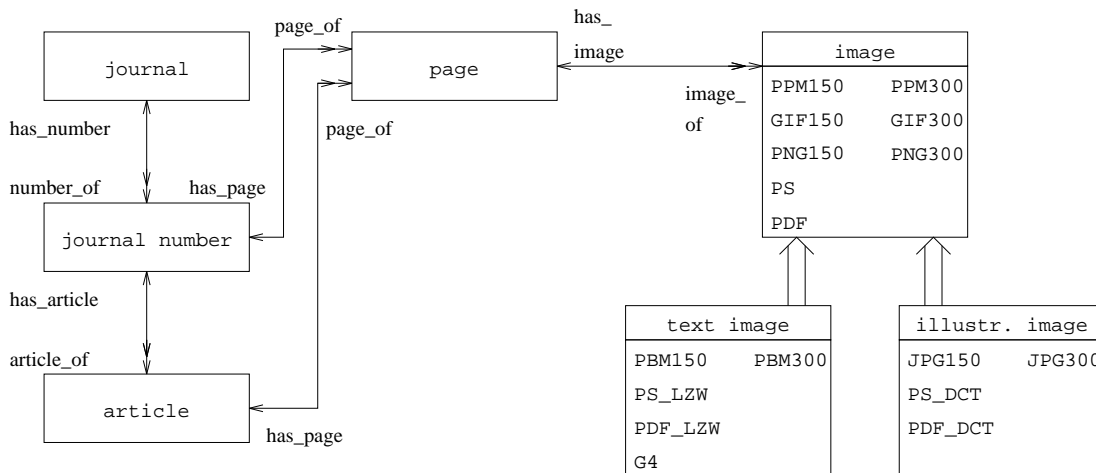 journal
has_number
number_of
journal number
has_article
article_of
article
page_of
has_page
page_of
has_page
page
has_
image
image_
of
image
PPM150 PPM300
GIF150 GIF300
PNG150 PNG300
PS
PDF
text image
PBM150 PBM300
PS_LZW
PDF_LZW
G4
illustr. image
JPG150 JPG300
PS_DCT
PDF_DCT